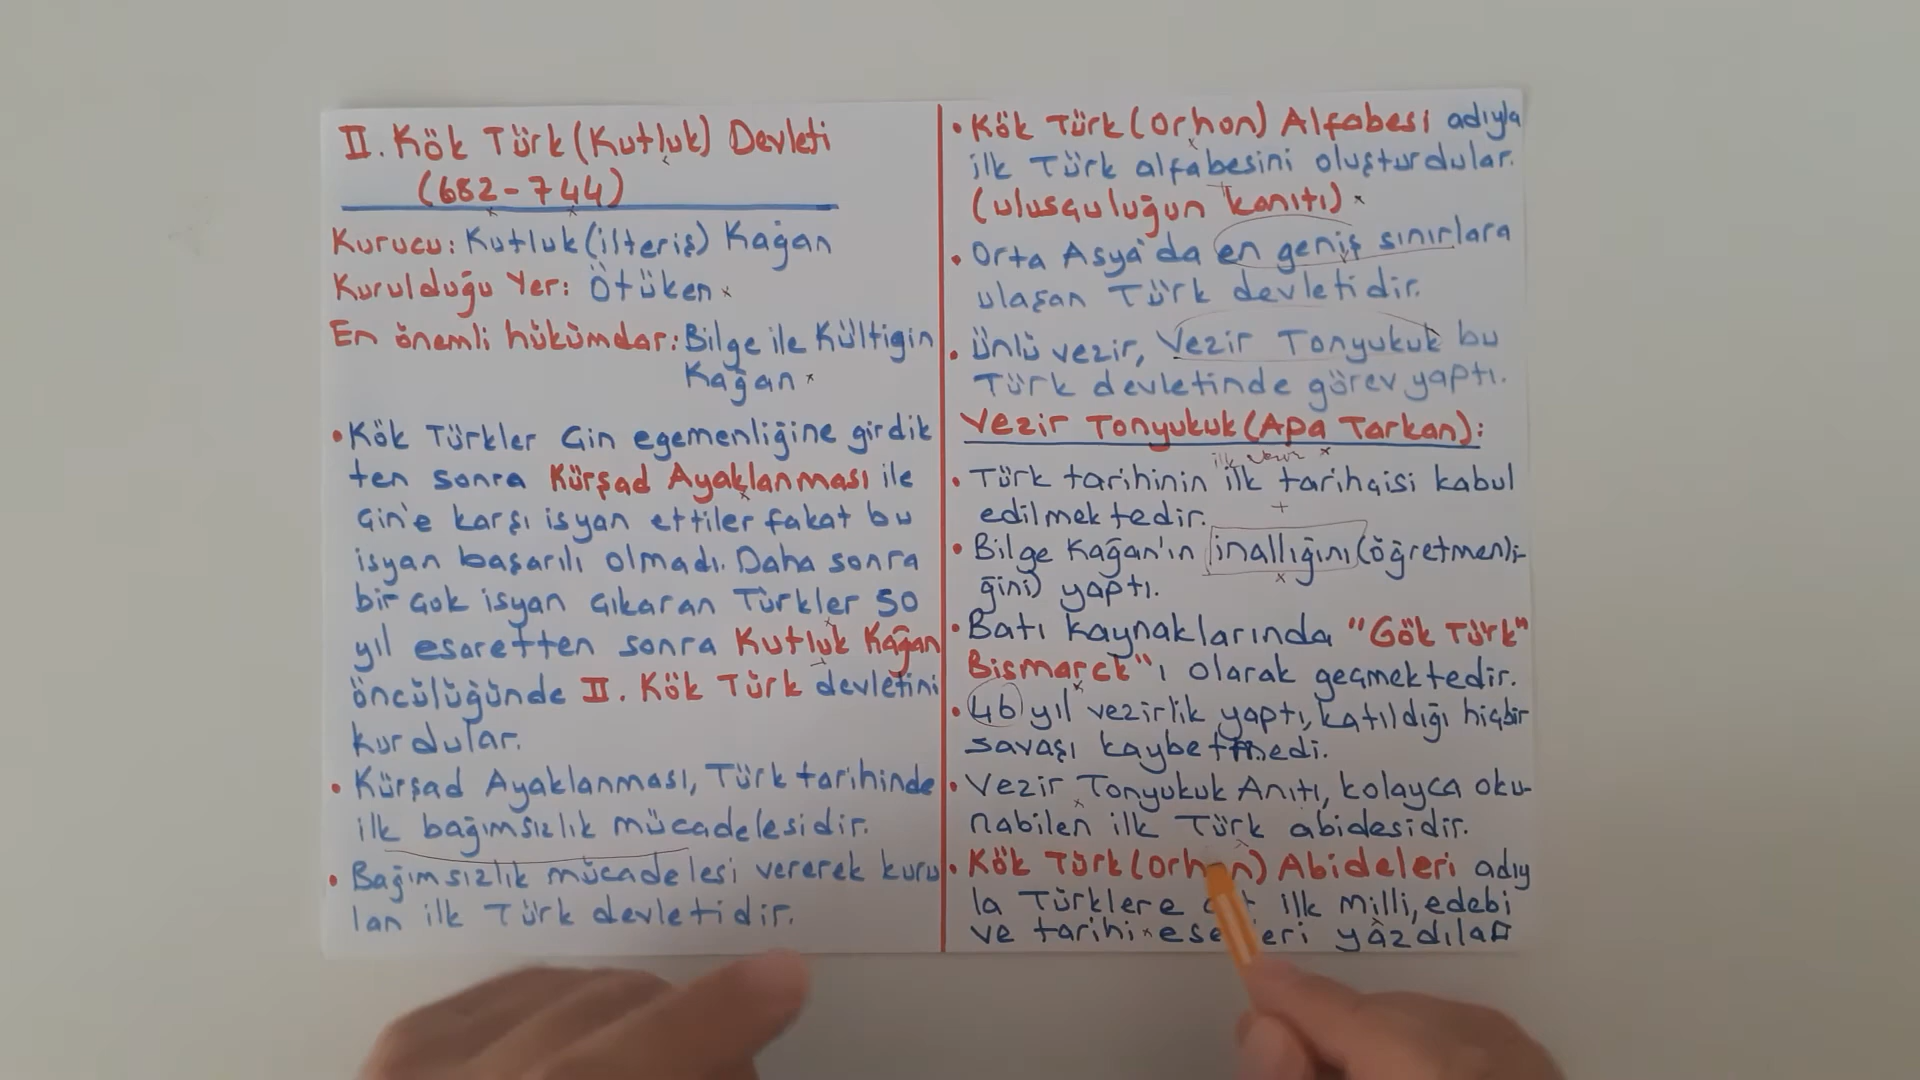 II. Kök Türk (Kutluk) Devleti
(682-744)
Kurucu: Kutluk (ilteriş) Kağan
Kurulduğu Yer: Ötüken
En önemli hükümdar: Bilge ile Kültigin
Kağan
• Kök Türkler Çin egemenliğine girdik
ten sonra Kürşad Ayaklanması ile
Çin'e karşı isyan ettiler fakat bu
isyan başarılı olmadı. Daha sonra
bir çok isyan çıkaran Türkler 50
yıl esaretten sonra Kutluk Kağan
öncülüğünde II. Kök Türk devletini
kurdular.
• Kürşad Ayaklanması, Türk tarihinde
ilk bağımsızlık mücadelesidir.
• Bağımsızlık mücadelesi vererek kuru
lan ilk Türk devletidir.
• Kök Türk (Orhon) Alfabesi adıyla
ilk Türk alfabesini oluşturdular.
(ulusçuluğun kanıtı)
• Orta Asya'da en geniş sınırlara
ulaşan Türk devletidir.
• Ünlü vezir, Vezir Tonyukuk bu
Türk devletinde görev yaptı.
Vezir Tonyukuk (Apa Tarkan):
ilk
• Türk tarihinin ilk tarihçisi kabul
edilmektedir.
• Bilge Kağan'ın inallığını (öğretmenli-
ğini) yaptı.
• Batı kaynaklarında "Gök Türk
Bismarck"ı olarak geçmektedir.
• 46 yıl vezirlik yaptı, katıldığı hiçbir
savaşı kaybetmedi.
• Vezir Tonyukuk Anıtı, kolayca oku-
nabilen ilk Türk abidesidir.
• Kök Türk (Orhon) Abideleri adıy
la Türklere ilk milli, edebi
ve tarihi yazdılar